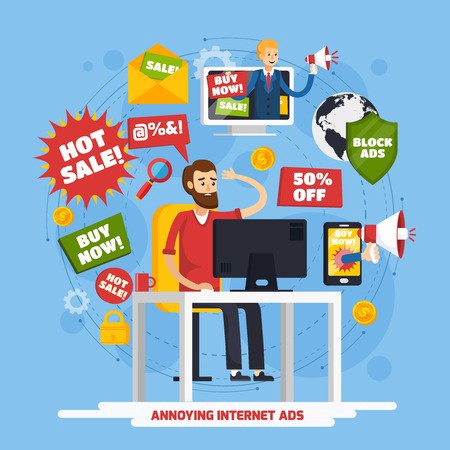 SALE!
BUY
NOW!
SALE!
HOT
SALE!
@%&!
BLOCK
ADS
50%
OFF
BUY
NOW!
BUY
NOW!
HOT
SALE!
ANNOYING INTERNET ADS